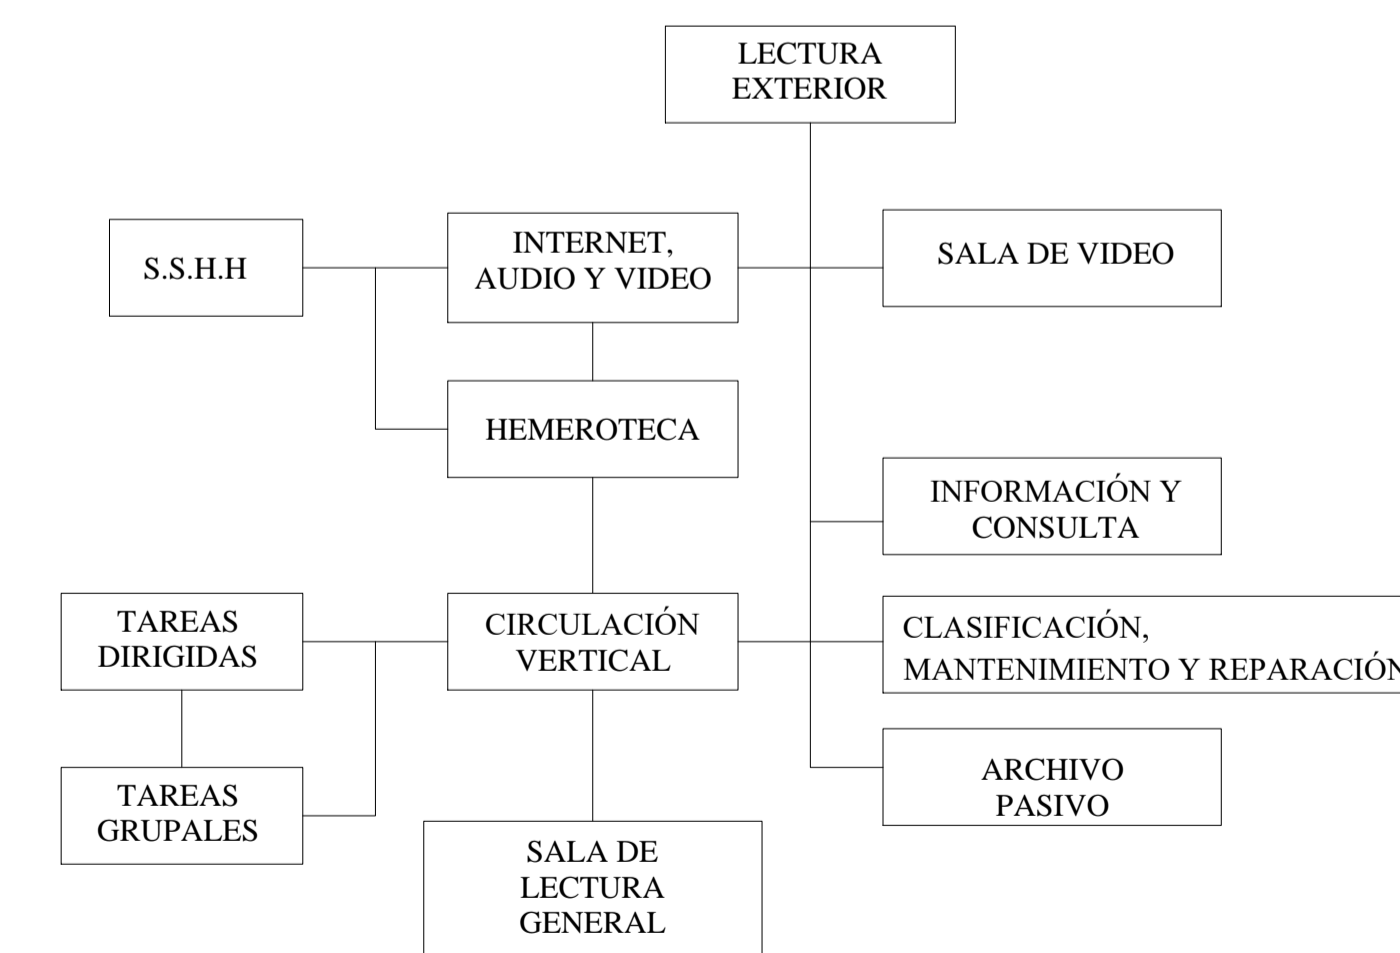 LECTURA
EXTERIOR
S.S.H.H
INTERNET,
AUDIO Y VIDEO
SALA DE VIDEO
HEMEROTECA
INFORMACIÓN Y
CONSULTA
TAREAS
DIRIGIDAS
CIRCULACIÓN
VERTICAL
CLASIFICACIÓN,
MANTENIMIENTO Y REPARACIÓN
TAREAS
GRUPALES
ARCHIVO
PASIVO
SALA DE
LECTURA
GENERAL